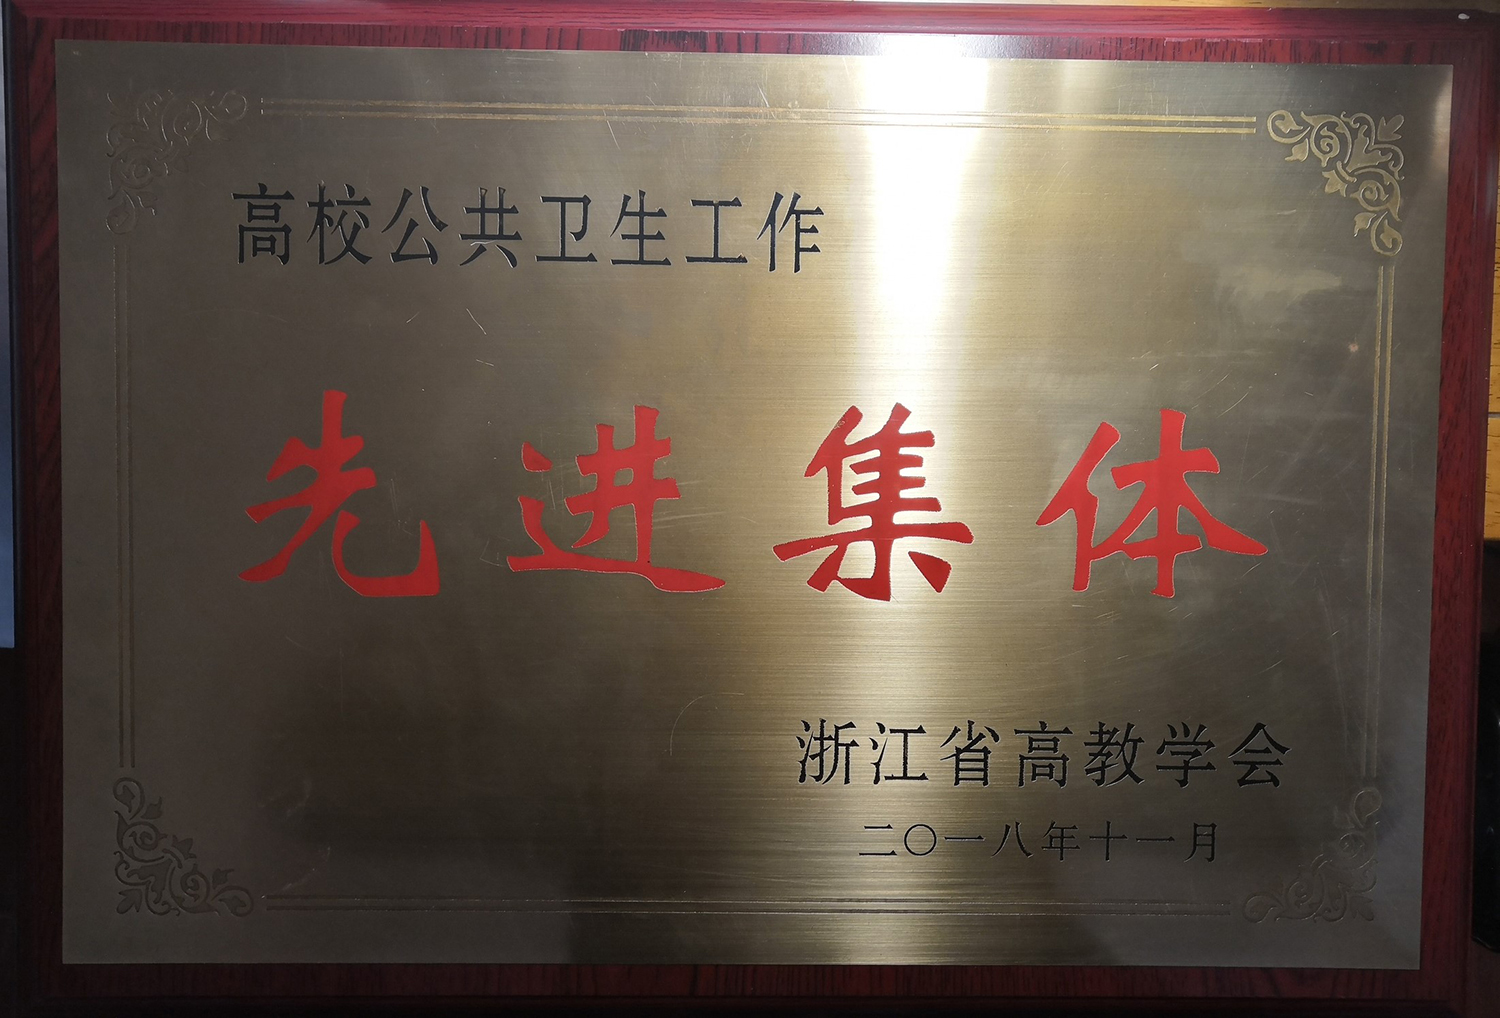 高校公共卫生工作
先进集体
浙江省高教学会
二〇一八年十一月